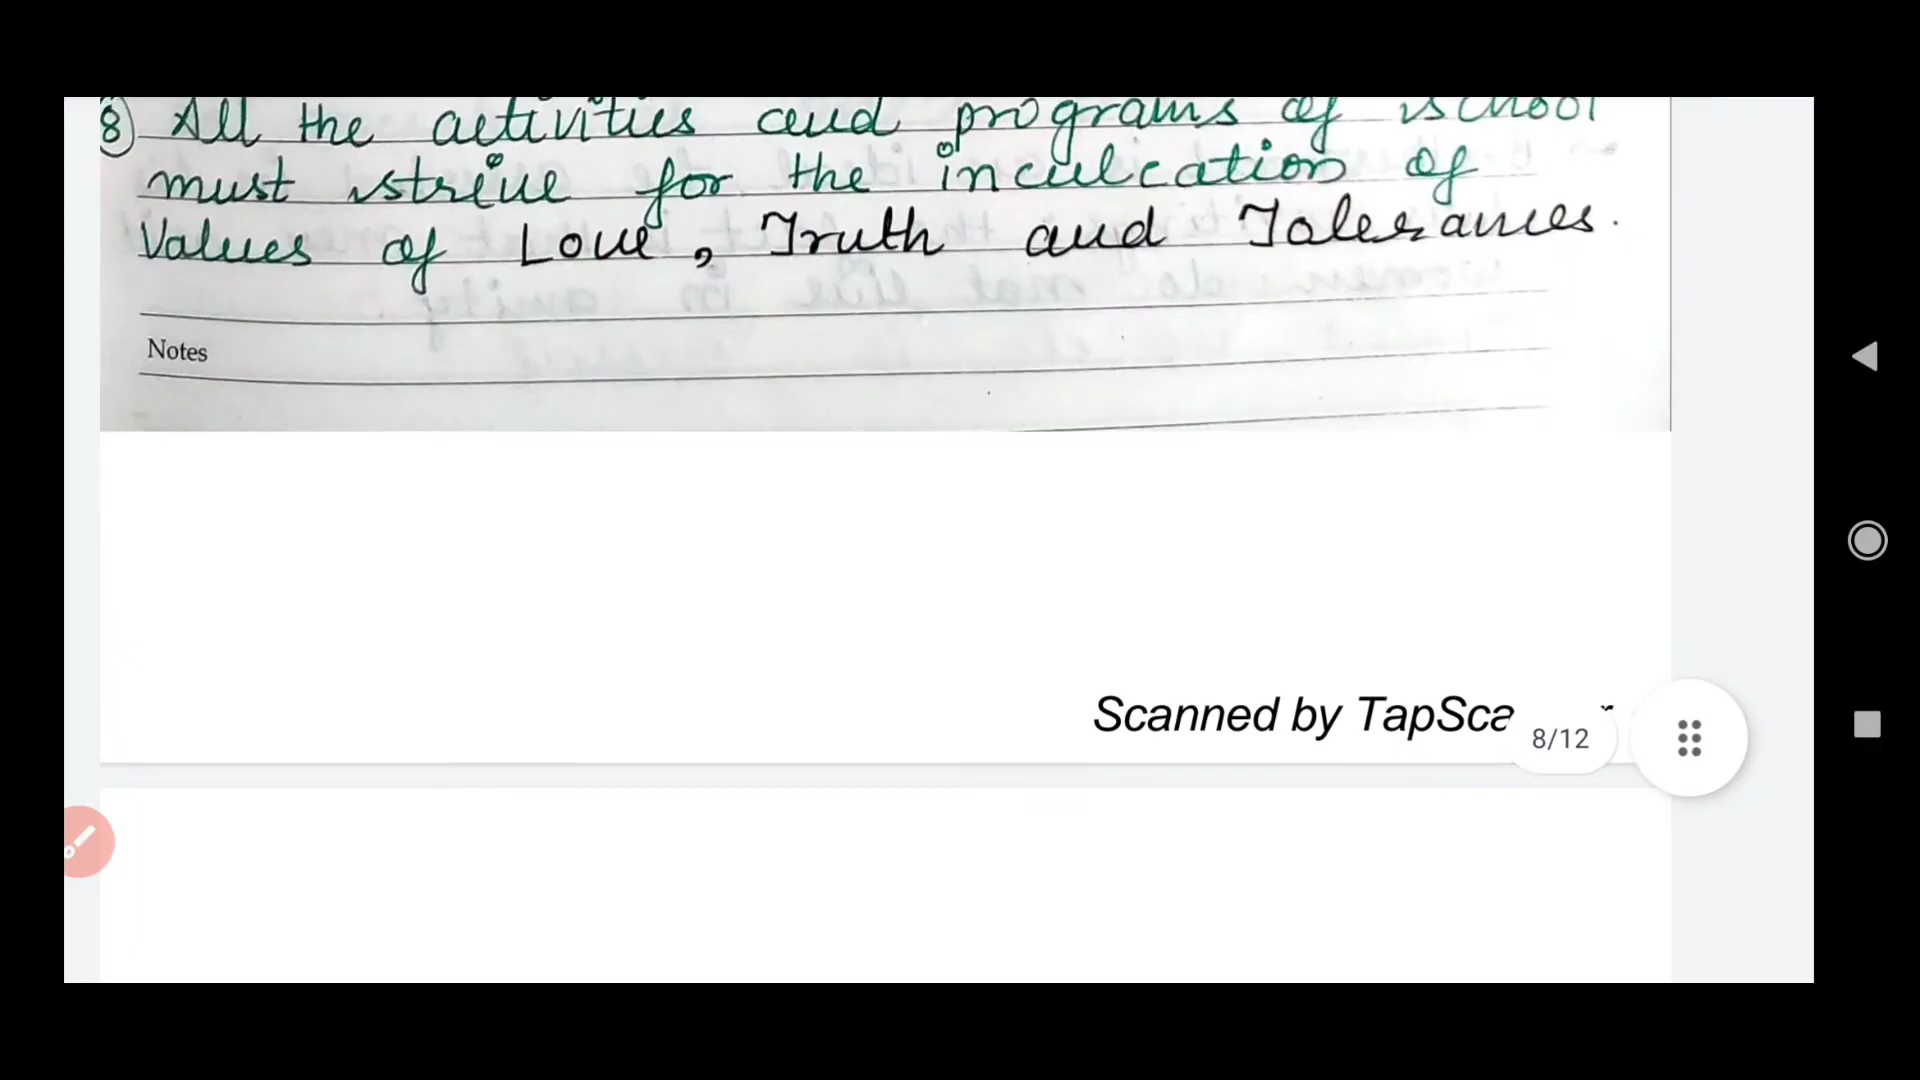 8) All the activities and programs of school
must strive for the inculcation of
Values of Love, Truth and Tolerances.
Notes
Scanned by TapSca
8/12